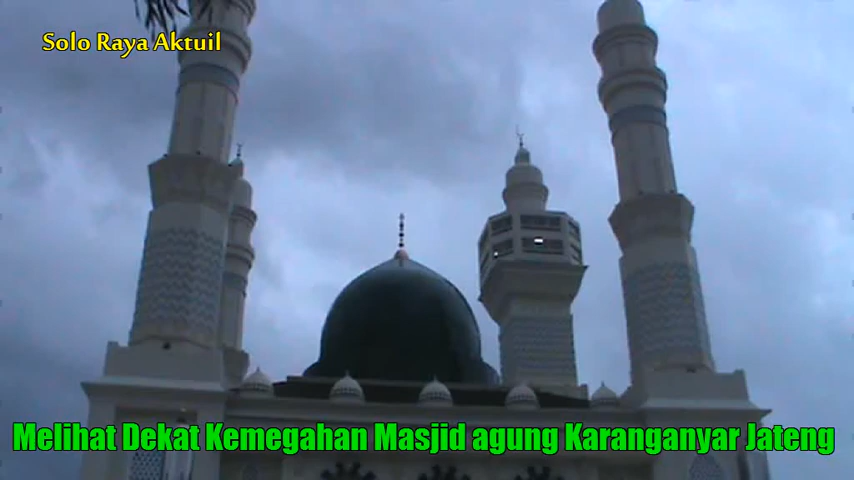 Solo Raya Aktuil
Melihat Dekat Kemegahan Masjid agung Karanganyar Jateng